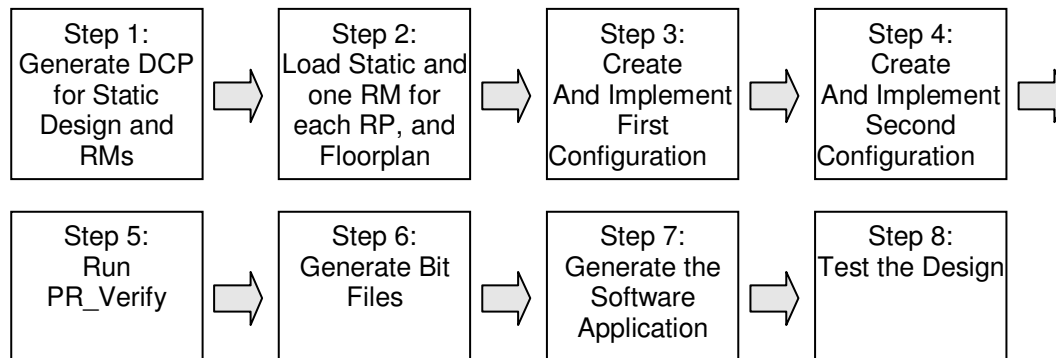 Step 1:
Generate DCP
for Static
Design and
RMs
Step 2:
Load Static and
one RM for
each RP, and
Floorplan
Step 3:
Create
And Implement
First
Configuration
Step 4:
Create
And Implement
Second
Configuration
Step 5:
Run
PR_Verify
Step 6:
Generate Bit
Files
Step 7:
Generate the
Software
Application
Step 8:
Test the Design